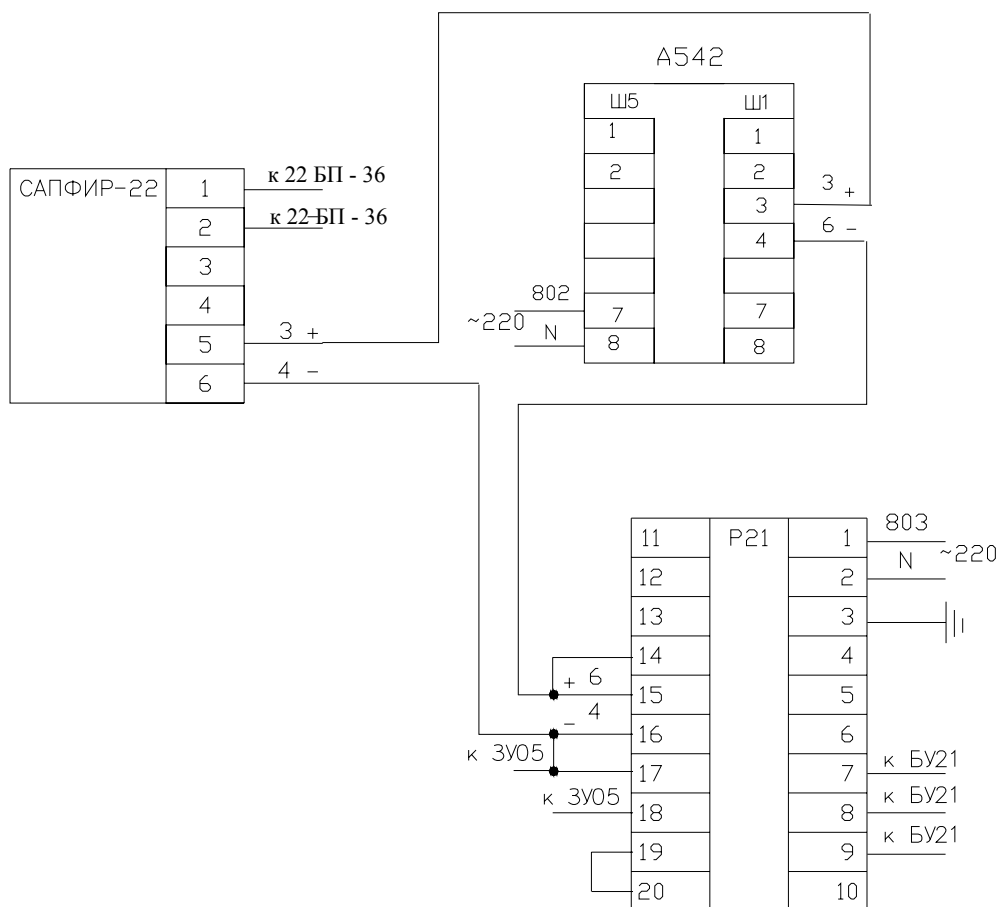 А542
Ш5 Ш1
1 1
2 2
3
4
7 7
8 8
3 +
6 -
802
~220
N
САПФИР-22
1
2
3
4
5
6
к 22 БП - 36
к 22 БП - 36
3 +
4 -
Р21
11 1
12 2
13 3
14 4
15 5
16 6
17 7
18 8
19 9
20 10
803
N ~220
+ 6
- 4
к ЗУ05
к ЗУ05
к БУ21
к БУ21
к БУ21